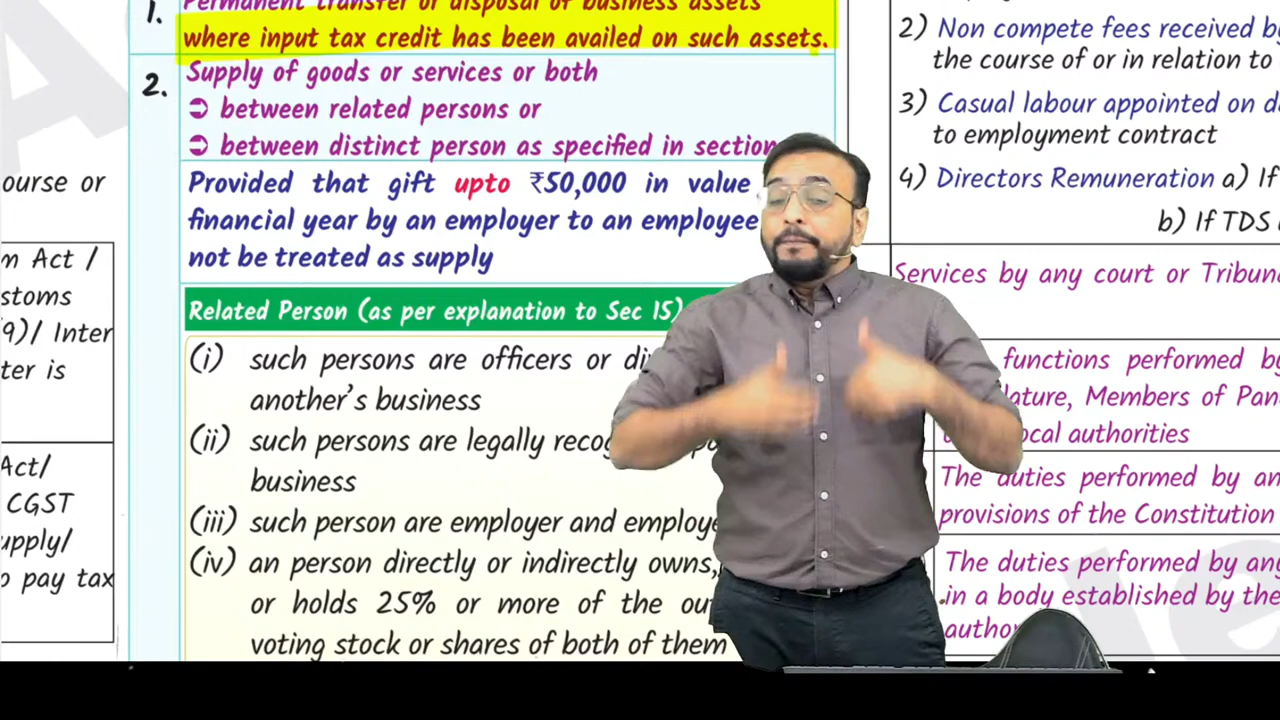 ourse or
m Act /
stoms
9)/ Inter
ter is
Act/
CGST
upply/
o pay tax
1. Permanent transfer or disposal of business assets
where input tax credit has been availed on such assets.
2. Supply of goods or services or both
➲ between related persons or
➲ between distinct person as specified in section
Provided that gift upto ₹50,000 in value
financial year by an employer to an employee
not be treated as supply
Related Person (as per explanation to Sec 15)
(i) such persons are officers or di
another's business
(ii) such persons are legally recog
business
(iii) such person are employer and employe
(iv) an person directly or indirectly owns,
or holds 25% or more of the ou
voting stock or shares of both of them
2) Non compete fees received by
the course of or in relation to
3) Casual labour appointed on da
to employment contract
4) Directors Remuneration a) If
b) If TDS
Services by any court or Tribuna
functions performed by
lature, Members of Pan
ocal authorities
The duties performed by an
provisions of the Constitution
The duties performed by any
in a body established by the
author